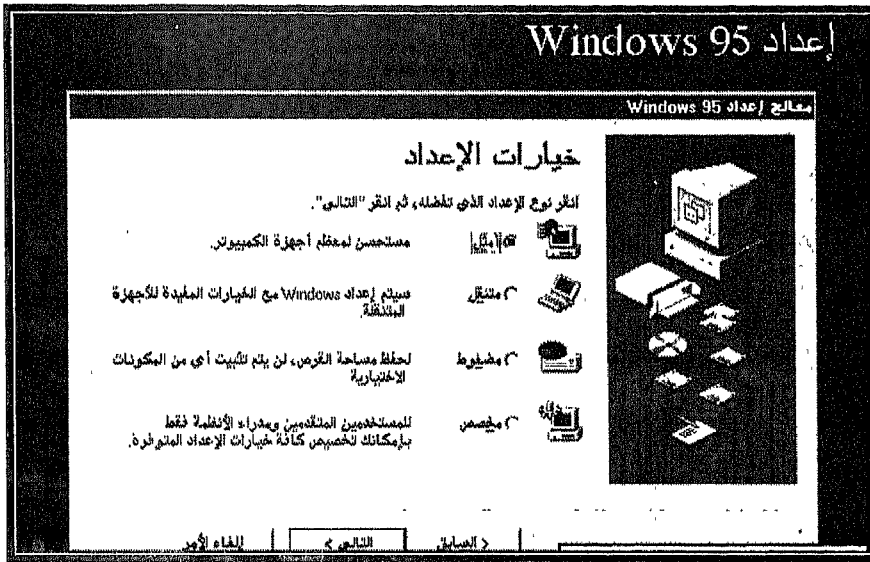 إعداد Windows 95
معالج إعداد Windows 95
خيارات الإعداد
انقر نوع الإعداد الذي تفضله، ثم انقر "التالي".
مستحسن لمعظم أجهزة الكمبيوتر.
متنقل
سيتم إعداد Windows مع الخيارات المفيدة للأجهزة
المتنقلة.
مضغوط
لحفظ مساحة القرص، لن يتم تثبيت أي من المكونات
الاختيارية
مخصص
للمستخدمين المتقدمين ومدراء الأنظمة فقط
بإمكانك تخصيص كافة خيارات الإعداد المتوفرة.
< السابق
التالي >
إلغاء الأمر